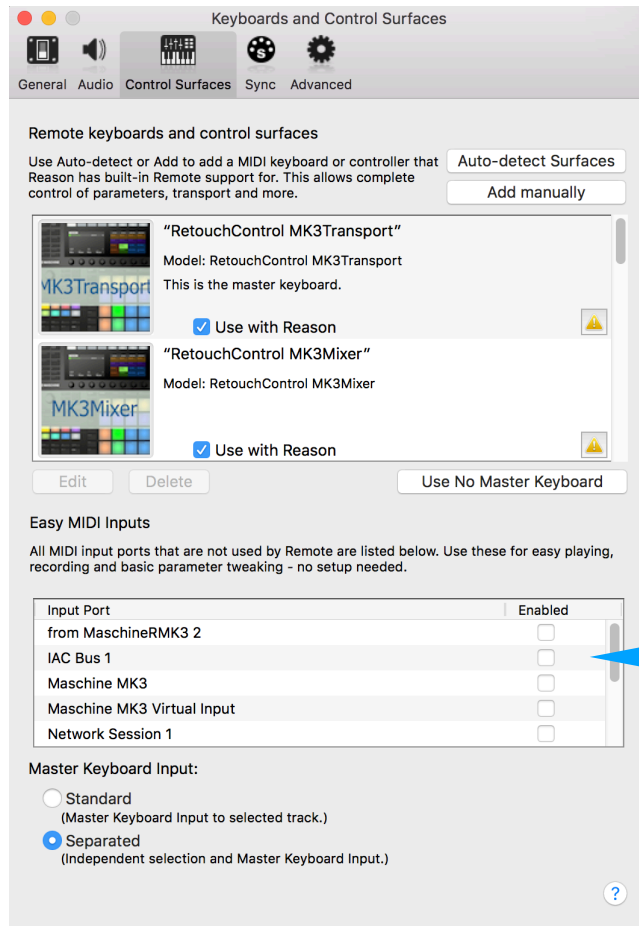 Keyboards and Control Surfaces
General Audio Control Surfaces Sync Advanced
Remote keyboards and control surfaces
Use Auto-detect or Add to add a MIDI keyboard or controller that
Reason has built-in Remote support for. This allows complete
control of parameters, transport and more.
Auto-detect Surfaces
Add manually
MK3Transport
“RetouchControl MK3Transport”
Model: RetouchControl MK3Transport
This is the master keyboard.
Use with Reason
MK3Mixer
“RetouchControl MK3Mixer”
Model: RetouchControl MK3Mixer
Use with Reason
Edit Delete Use No Master Keyboard
Easy MIDI Inputs
All MIDI input ports that are not used by Remote are listed below. Use these for easy playing,
recording and basic parameter tweaking - no setup needed.
Input Port Enabled
from MaschineRMK3 2
IAC Bus 1
Maschine MK3
Maschine MK3 Virtual Input
Network Session 1
Master Keyboard Input:
Standard
(Master Keyboard Input to selected track.)
Separated
(Independent selection and Master Keyboard Input.)
?